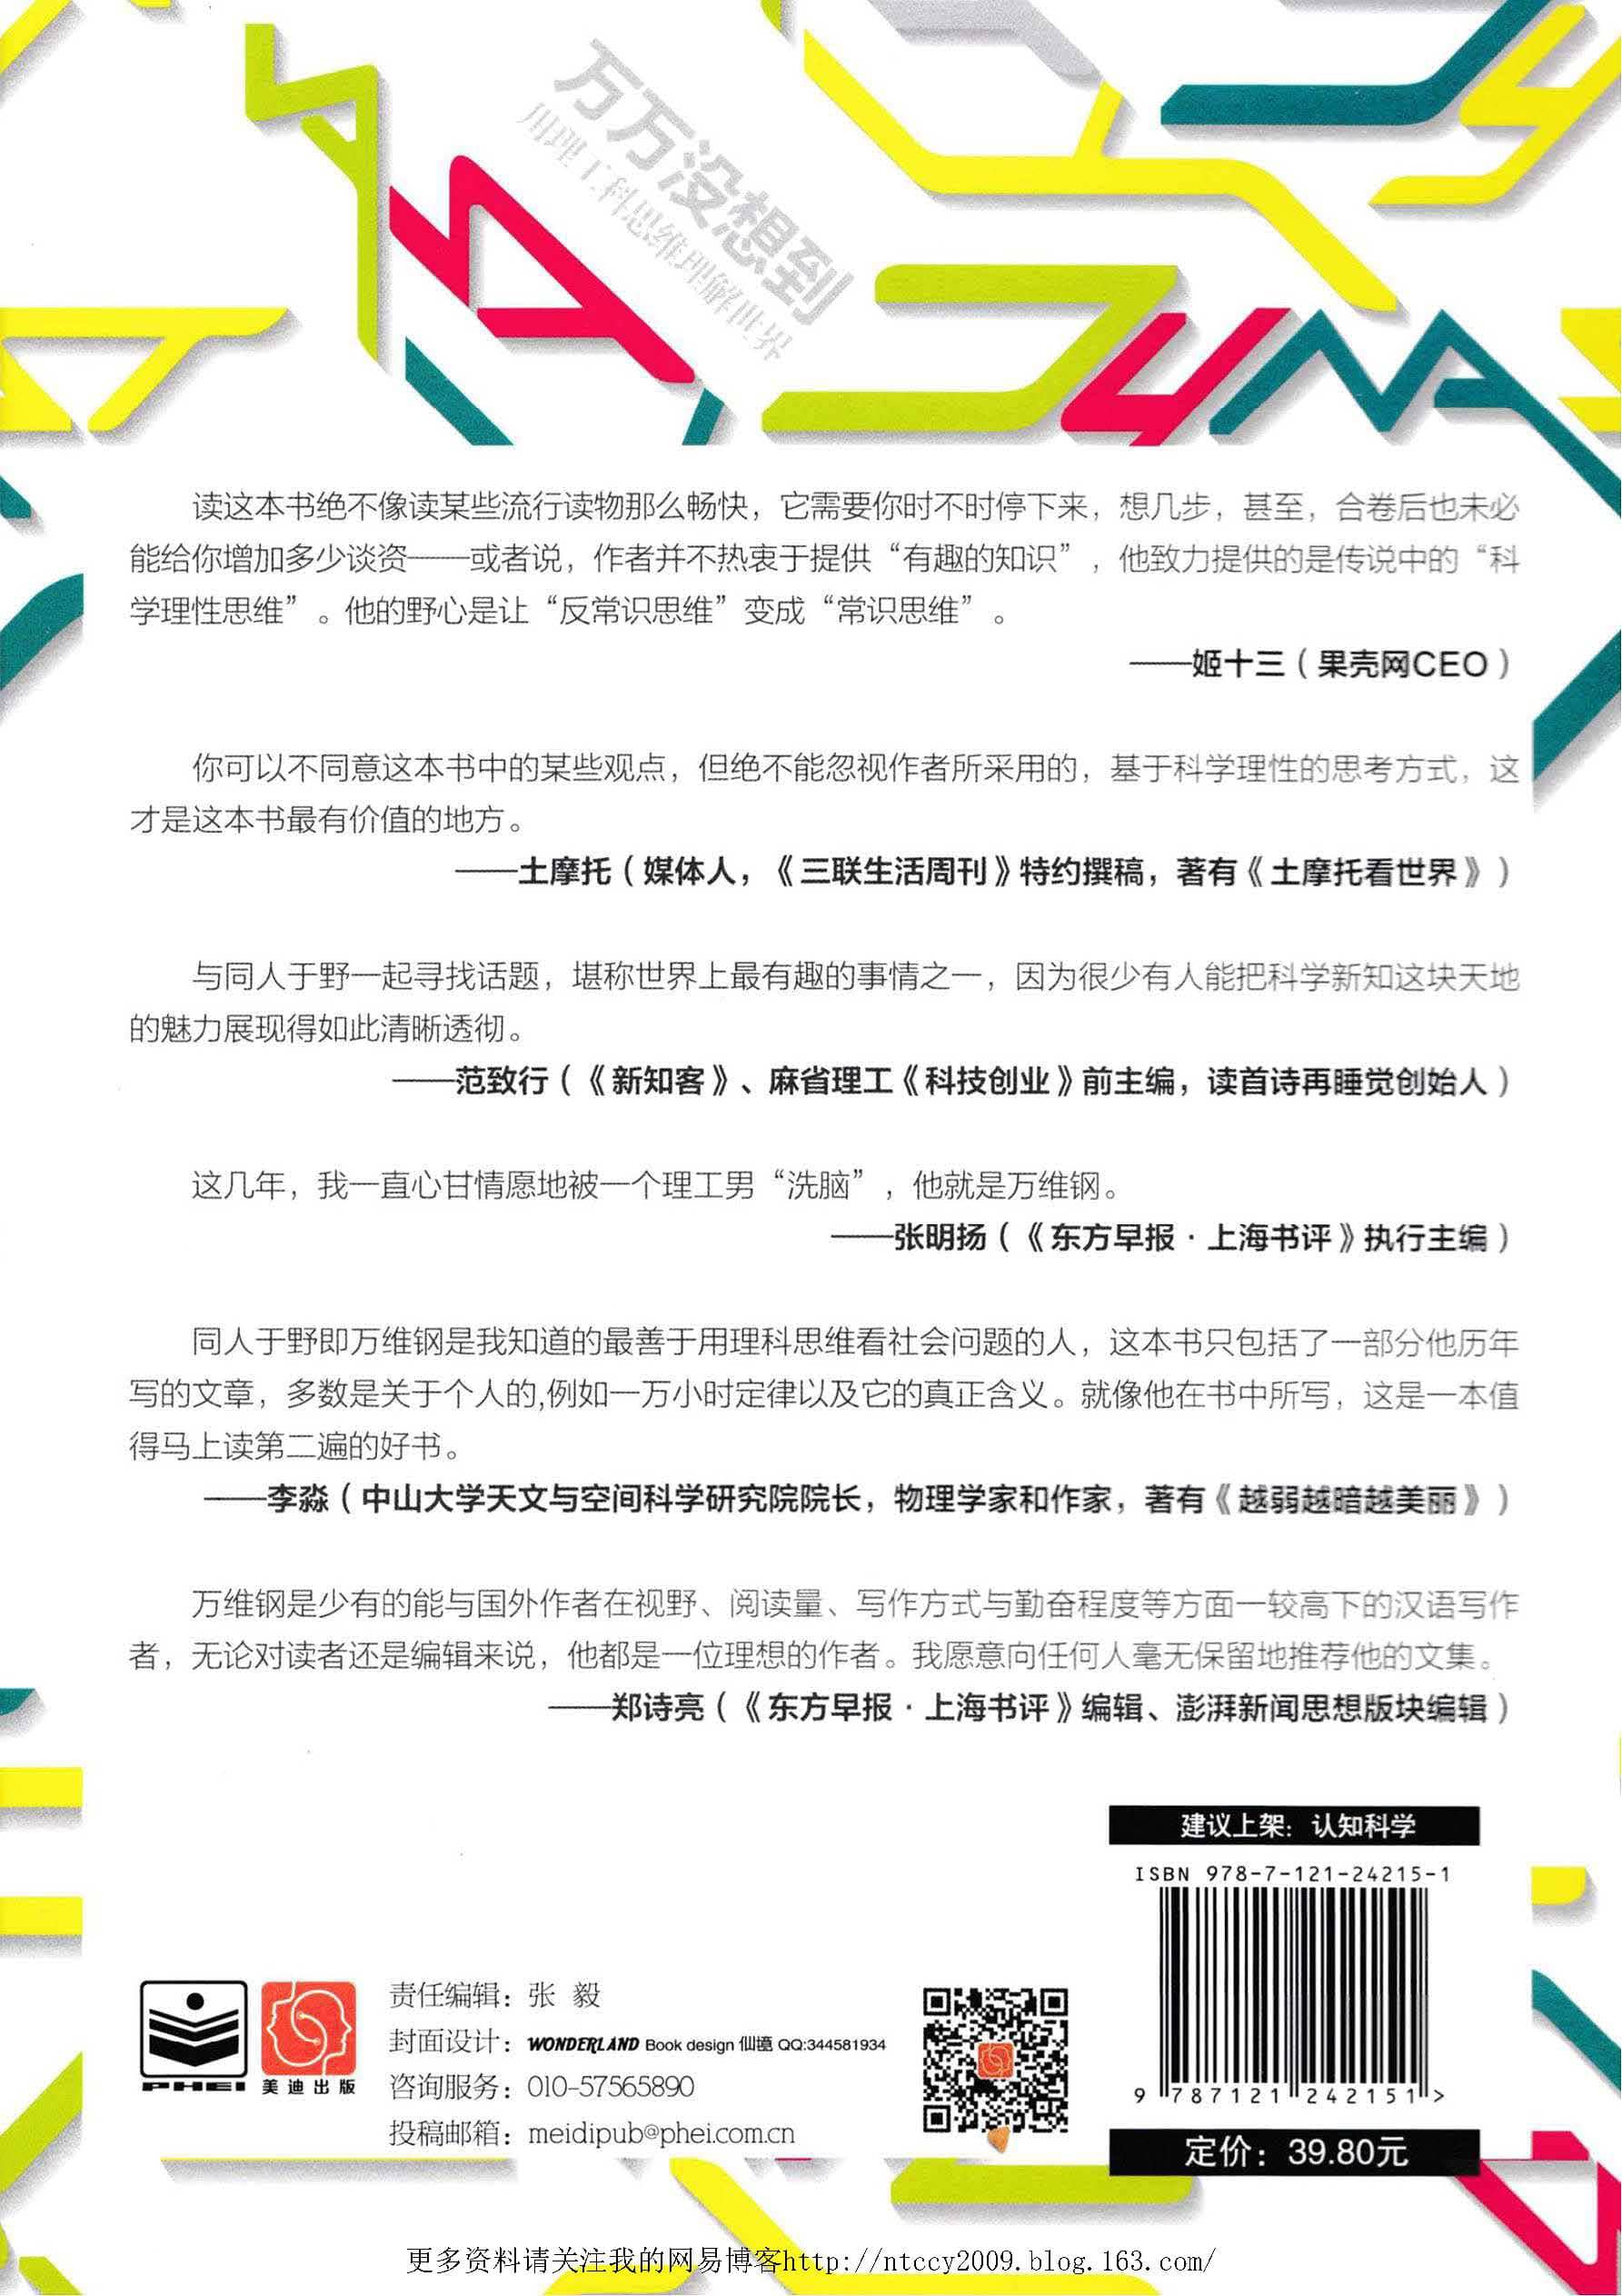 万万没想到
用理工科思维理解世界
读这本书绝不像读某些流行读物那么畅快，它需要你时不时停下来，想几步，甚至，合卷后也未必
能给你增加多少谈资——或者说，作者并不热衷于提供“有趣的知识”，他致力提供的是传说中的“科
学理性思维”。他的野心是让“反常识思维”变成“常识思维”。
——姬十三（果壳网CEO）
你可以不同意这本书中的某些观点，但绝不能忽视作者所采用的，基于科学理性的思考方式，这
才是这本书最有价值的地方。
——土摩托（媒体人，《三联生活周刊》特约撰稿，著有《土摩托看世界》）
与同人于野一起寻找话题，堪称世界上最有趣的事情之一，因为很少有人能把科学新知这块天地
的魅力展现得如此清晰透彻。
——范致行（《新知客》、麻省理工《科技创业》前主编，读首诗再睡觉创始人）
这几年，我一直心甘情愿地被一个理工男“洗脑”，他就是万维钢。
——张明扬（《东方早报·上海书评》执行主编）
同人于野即万维钢是我知道的最善于用理科思维看社会问题的人，这本书只包括了一部分他历年
写的文章，多数是关于个人的,例如一万小时定律以及它的真正含义。就像他在书中所写，这是一本值
得马上读第二遍的好书。
——李淼（中山大学天文与空间科学研究院院长，物理学家和作家，著有《越弱越暗越美丽》）
万维钢是少有的能与国外作者在视野、阅读量、写作方式与勤奋程度等方面一较高下的汉语写作
者，无论对读者还是编辑来说，他都是一位理想的作者。我愿意向任何人毫无保留地推荐他的文集。
——郑诗亮（《东方早报·上海书评》编辑、澎湃新闻思想版块编辑）
建议上架：认知科学
ISBN 978-7-121-24215-1
9 787121 242151 >
定价：39.80元
PHEI
美迪出版
责任编辑：张 毅
封面设计：WONDERLAND Book design 仙境 QQ:344581934
咨询服务：010-57565890
投稿邮箱：meidipub@phei.com.cn
更多资料请关注我的网易博客http://ntccy2009.blog.163.com/